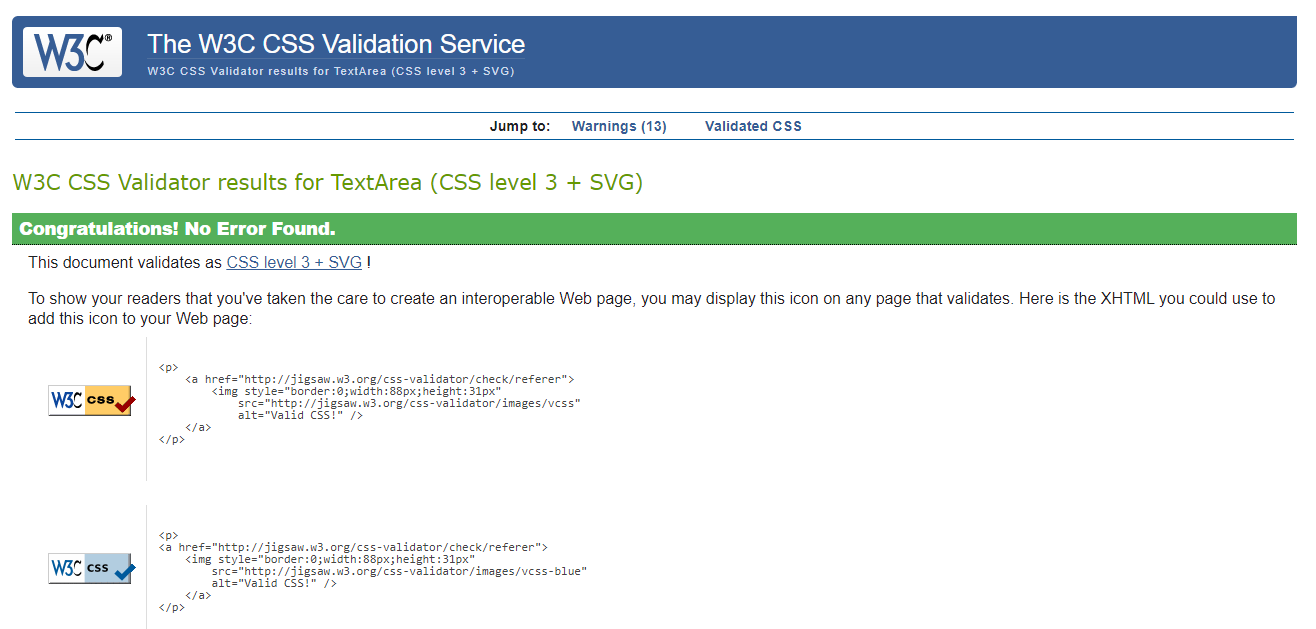 W3C®
The W3C CSS Validation Service
W3C CSS Validator results for TextArea (CSS level 3 + SVG)
Jump to: Warnings (13) Validated CSS
W3C CSS Validator results for TextArea (CSS level 3 + SVG)
Congratulations! No Error Found.
This document validates as CSS level 3 + SVG !
To show your readers that you've taken the care to create an interoperable Web page, you may display this icon on any page that validates. Here is the XHTML you could use to
add this icon to your Web page:
W3C css
<p>
    <a href="http://jigsaw.w3.org/css-validator/check/referer">
        <img style="border:0;width:88px;height:31px"
            src="http://jigsaw.w3.org/css-validator/images/vcss"
            alt="Valid CSS!" />
    </a>
</p>
W3C css
<p>
<a href="http://jigsaw.w3.org/css-validator/check/referer">
    <img style="border:0;width:88px;height:31px"
        src="http://jigsaw.w3.org/css-validator/images/vcss-blue"
        alt="Valid CSS!" />
    </a>
</p>